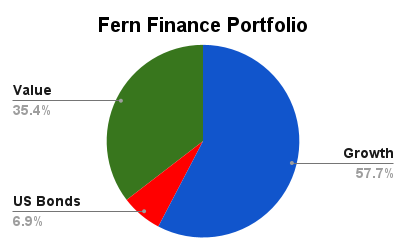 Fern Finance Portfolio
Value
35.4%
Growth
57.7%
US Bonds
6.9%